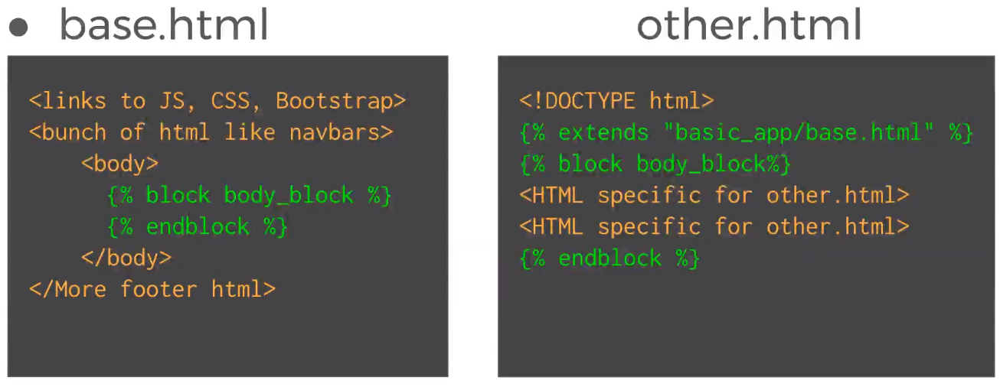 • base.html
<links to JS, CSS, Bootstrap>
<bunch of html like navbars>
<body>
{% block body_block %}
{% endblock %}
</body>
</More footer html>
other.html
<!DOCTYPE html>
{% extends "basic_app/base.html" %}
{% block body_block%}
<HTML specific for other.html>
<HTML specific for other.html>
{% endblock %}